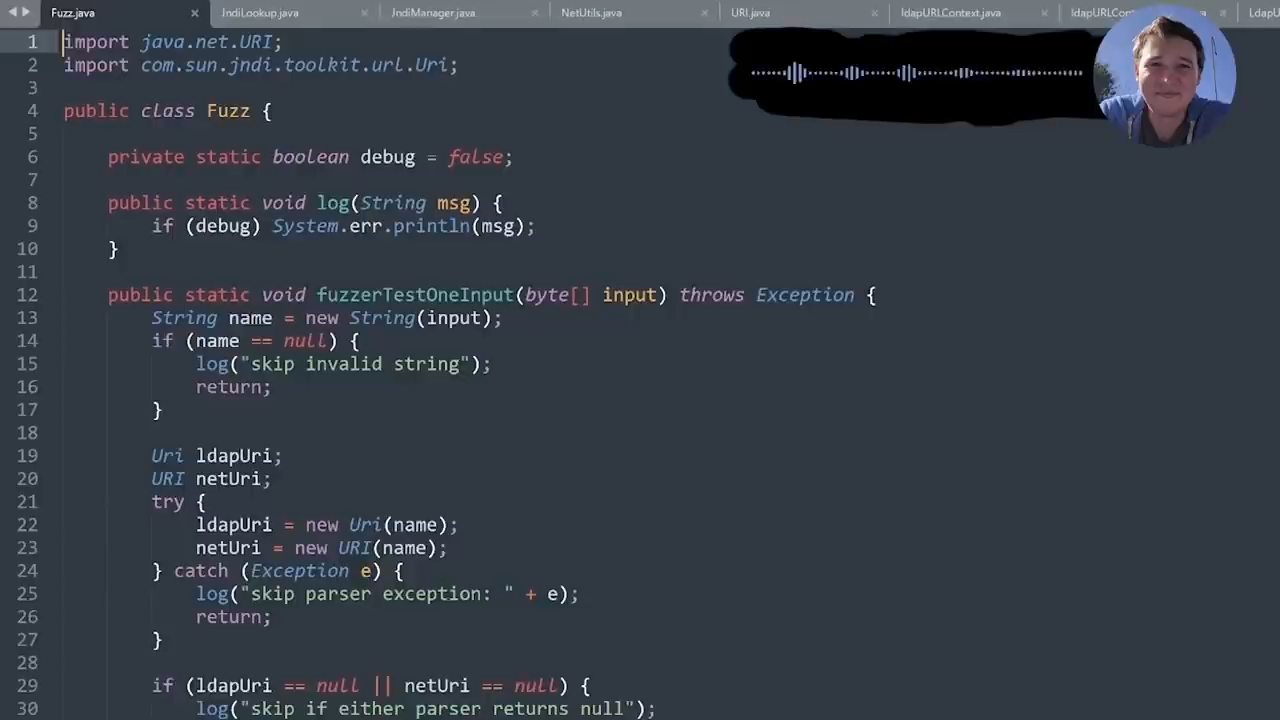 Fuzz.java
JndiLookup.java
JndiManager.java
NetUtils.java
URI.java
ldapURLContext.java
ldapURLCont
LdapU
1 import java.net.URI;
2 import com.sun.jndi.toolkit.url.Uri;
3
4 public class Fuzz {
5
6 private static boolean debug = false;
7
8 public static void log(String msg) {
9 if (debug) System.err.println(msg);
10 }
11
12 public static void fuzzerTestOneInput(byte[] input) throws Exception {
13 String name = new String(input);
14 if (name == null) {
15 log("skip invalid string");
16 return;
17 }
18
19 Uri ldapUri;
20 URI netUri;
21 try {
22 ldapUri = new Uri(name);
23 netUri = new URI(name);
24 } catch (Exception e) {
25 log("skip parser exception: " + e);
26 return;
27 }
28
29 if (ldapUri == null || netUri == null) {
30 log("skip if either parser returns null");